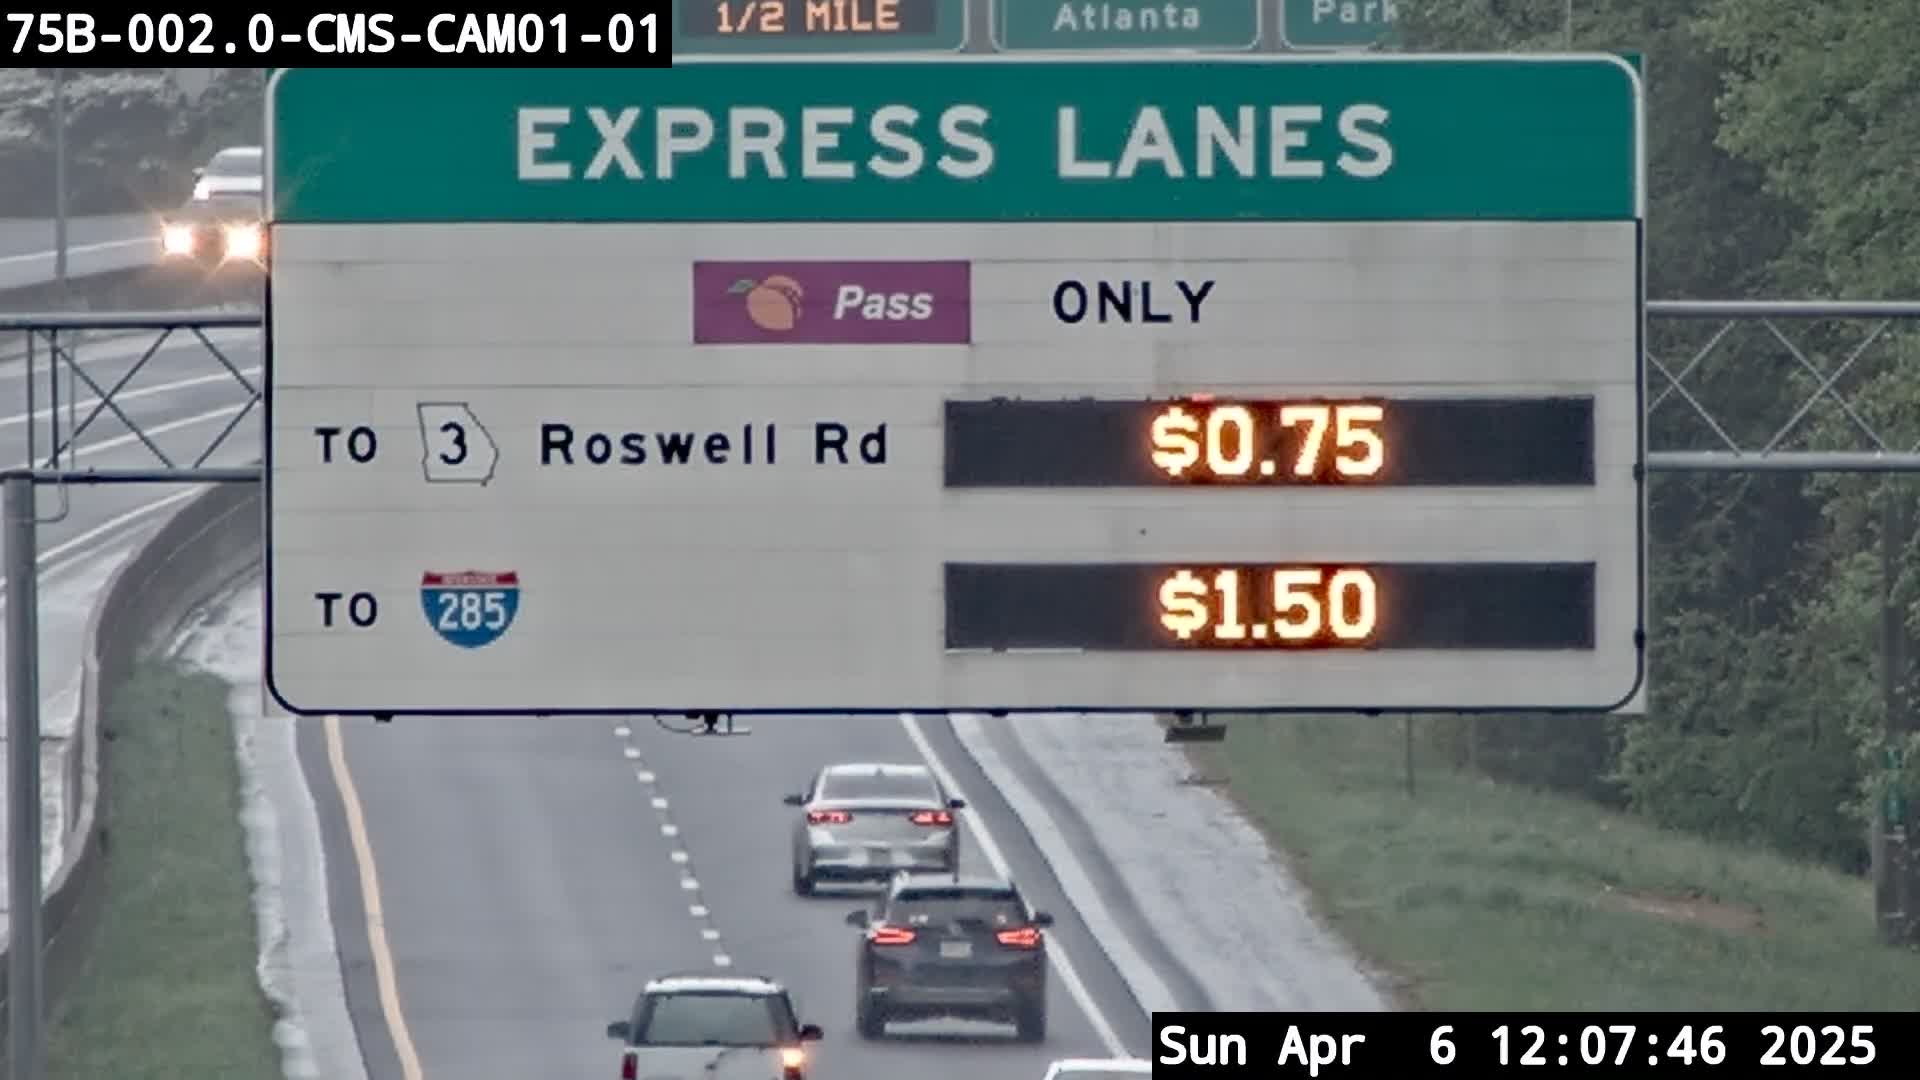 75B-002.0-CMS-CAM01-01
1/2 MILE
Atlanta
Park
EXPRESS LANES
Pass ONLY
TO 3 Roswell Rd $0.75
TO 285 $1.50
Sun Apr 6 12:07:46 2025